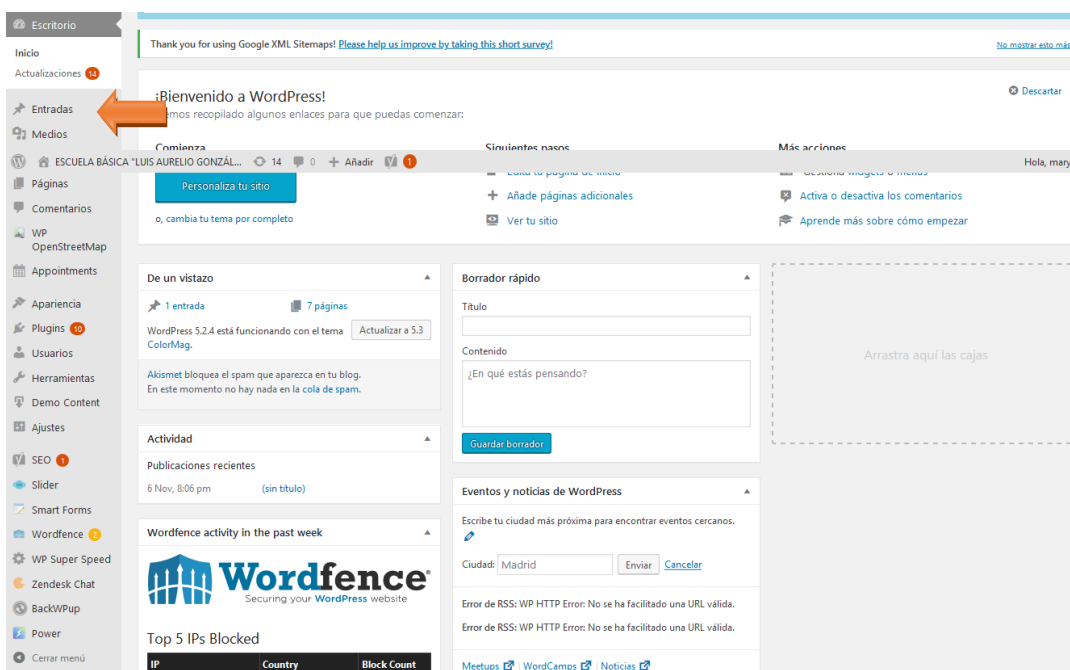 Escritorio
Inicio
Actualizaciones 14
Entradas
Medios
Páginas
Comentarios
WP
OpenStreetMap
Appointments
Apariencia
Plugins 10
Usuarios
Herramientas
Demo Content
Ajustes
SEO 1
Slider
Smart Forms
Wordfence 2
WP Super Speed
Zendesk Chat
BackWPup
Power
Cerrar menú
Thank you for using Google XML Sitemaps! Please help us improve by taking this short survey!
No mostrar esto más
¡Bienvenido a WordPress!
Descartar
emos recopilado algunos enlaces para que puedas comenzar:
Comienza
Siguientes pasos
Más acciones
ESCUELA BÁSICA "LUIS AURELIO GONZÁL... 14 0 Añadir 1
Hola, mary
Personaliza tu sitio
o, cambia tu tema por completo
Edita tu página de inicio
Añade páginas adicionales
Ver tu sitio
Gestiona widgets o menús
Activa o desactiva los comentarios
Aprende más sobre cómo empezar
De un vistazo
1 entrada 7 páginas
WordPress 5.2.4 está funcionando con el tema
ColorMag.
Actualizar a 5.3
Akismet bloquea el spam que aparezca en tu blog.
En este momento no hay nada en la cola de spam.
Actividad
Publicaciones recientes
6 Nov, 8:06 pm (sin título)
Wordfence activity in the past week
Wordfence®
Securing your WordPress website
Top 5 IPs Blocked
IP Country Block Count
Borrador rápido
Título
Contenido
¿En qué estás pensando?
Guardar borrador
Eventos y noticias de WordPress
Escribe tu ciudad más próxima para encontrar eventos cercanos.
Ciudad: Madrid Enviar Cancelar
Error de RSS: WP HTTP Error: No se ha facilitado una URL válida.
Error de RSS: WP HTTP Error: No se ha facilitado una URL válida.
Meetups | WordCamps | Noticias
Arrastra aquí las cajas